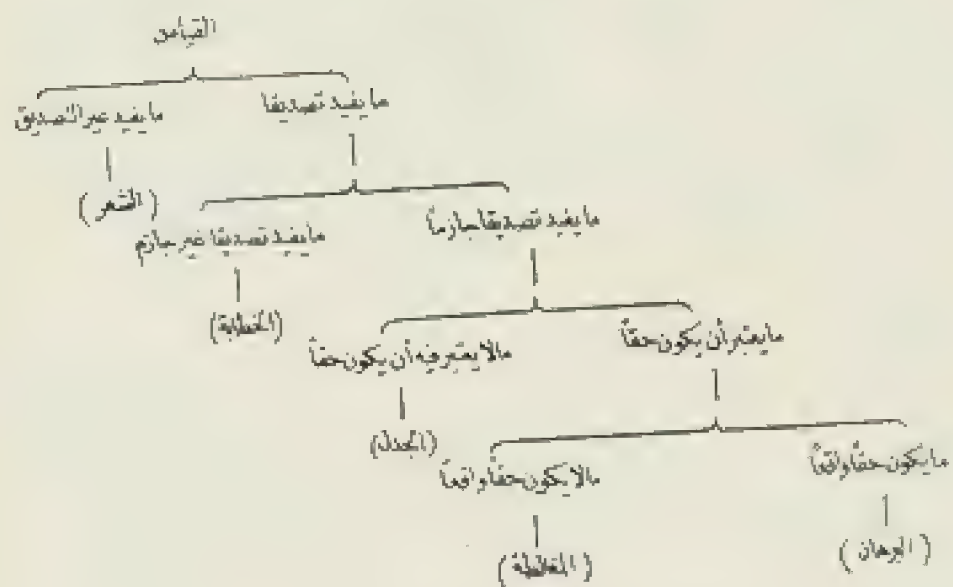 القياس
ما يفيد تصديقا
ما يفيد غير التصديق
(الشعر)
ما يفيد تصديقا جازماً
ما يفيد تصديقا غير جازم
(الخطابة)
ما يعتبر أن يكون حقاً
ما لا يعتبر فيه أن يكون حقاً
(الجدل)
ما يكون حقاً واقعاً
ما لا يكون حقاً واقعاً
(البرهان)
(المغالطة)